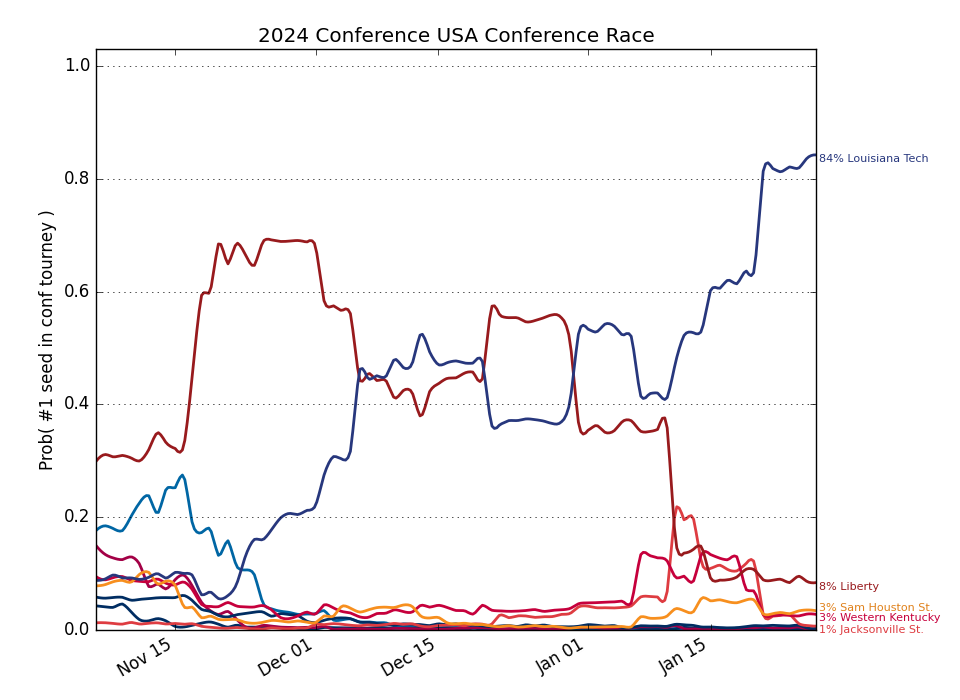 2024 Conference USA Conference Race
Prob( #1 seed in conf tourney )
1.0
0.8
0.6
0.4
0.2
0.0
Nov 15
Dec 01
Dec 15
Jan 01
Jan 15
84% Louisiana Tech
8% Liberty
3% Sam Houston St.
3% Western Kentucky
1% Jacksonville St.